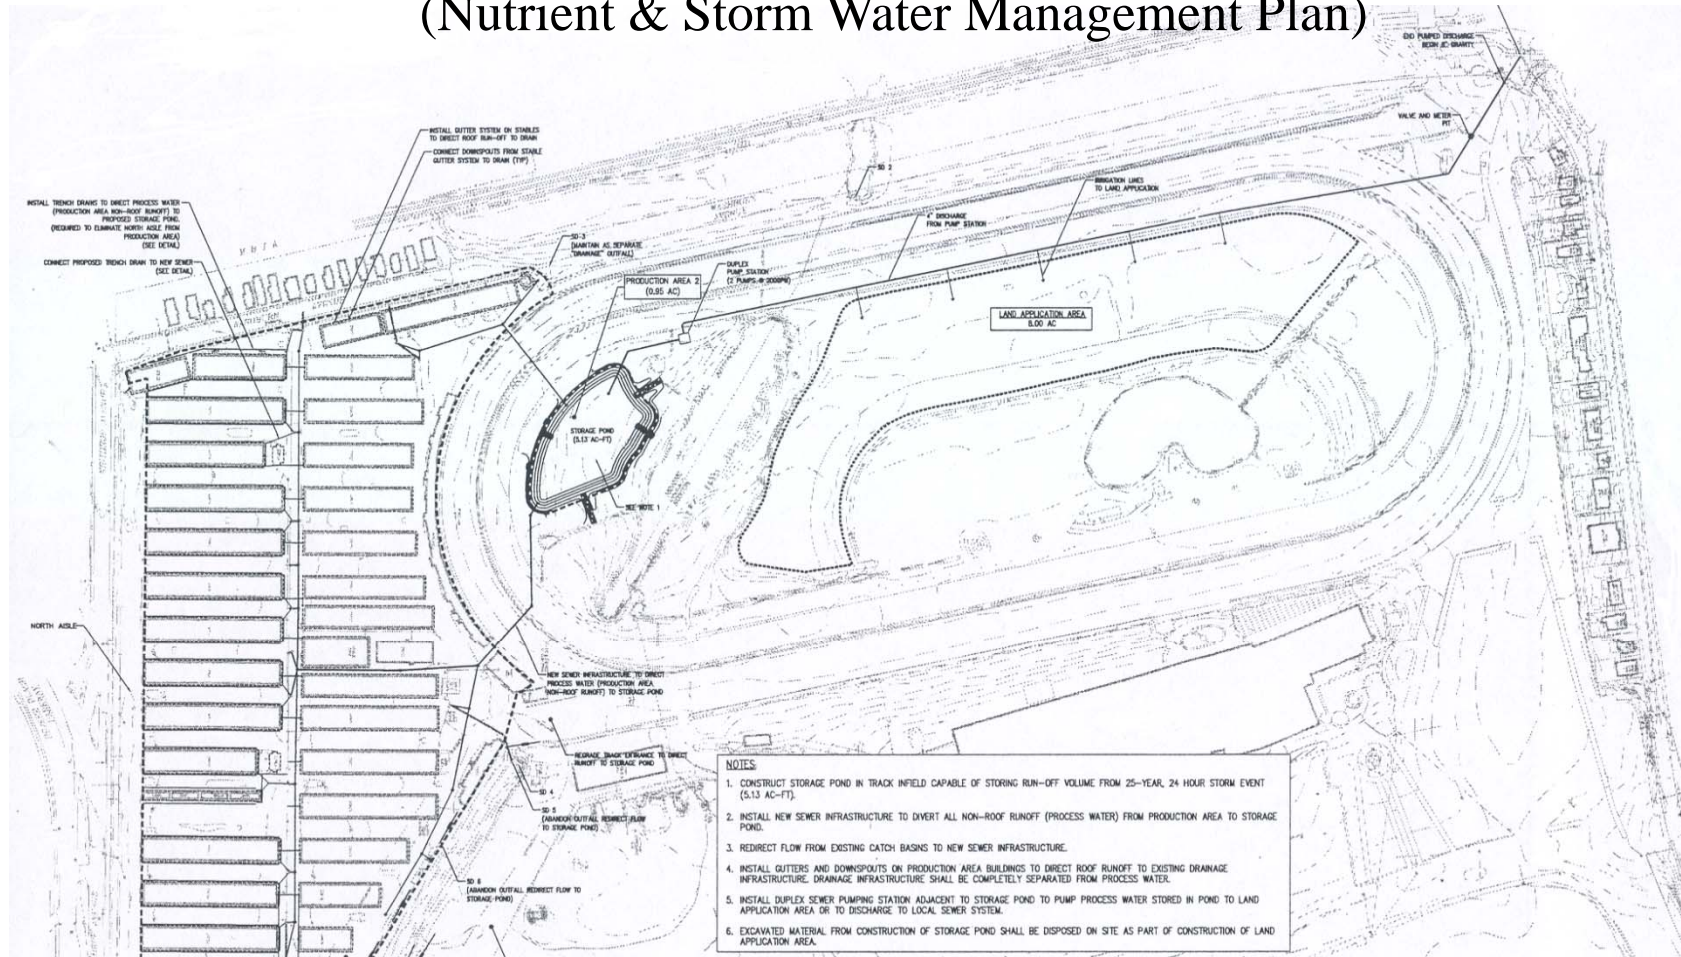 (Nutrient & Storm Water Management Plan)
END PUMPED DISCHARGE
VALVE AND METER
PIT
INSTALL GUTTER SYSTEM ON STABLES
TO DIRECT ROOF RUN-OFF TO DRAIN
CONNECT DOWNSPOUTS FROM STABLE
GUTTER SYSTEM TO DRAIN (TYP)
SD 2
IRRIGATION LINES
TO LAND APPLICATION
4" DISCHARGE
FROM PUMP STATION
INSTALL TRENCH DRAINS TO DIRECT PROCESS WATER
(PRODUCTION AREA NON-ROOF RUNOFF) TO
PROPOSED STORAGE POND.
(REQUIRED TO ELIMINATE NORTH AISLE FROM
PRODUCTION AREA)
(SEE DETAIL)
CONNECT PROPOSED TRENCH DRAIN TO NEW SEWER
(SEE DETAIL)
SD-3
(MAINTAIN AS SEPARATE
"DRAINAGE" OUTFALL)
DUPLEX
PUMP STATION
PRODUCTION AREA 2
(0.95 AC)
LAND APPLICATION AREA
STORAGE POND
(5.13 AC-FT)
SEE NOTE 1
NORTH AISLE
NEW SEWER INFRASTRUCTURE TO DIRECT
PROCESS WATER (PRODUCTION AREA
NON-ROOF RUNOFF) TO STORAGE POND
REGRADE TRACK ENTRANCE TO DIRECT
RUNOFF TO STORAGE POND
SD 4
SD 5
(ABANDON OUTFALL REDIRECT FLOW
TO STORAGE POND)
SD 6
(ABANDON OUTFALL REDIRECT FLOW TO
STORAGE POND)
NOTES:
1. CONSTRUCT STORAGE POND IN TRACK INFIELD CAPABLE OF STORING RUN-OFF VOLUME FROM 25-YEAR, 24 HOUR STORM EVENT
(5.13 AC-FT).
2. INSTALL NEW SEWER INFRASTRUCTURE TO DIVERT ALL NON-ROOF RUNOFF (PROCESS WATER) FROM PRODUCTION AREA TO STORAGE
POND.
3. REDIRECT FLOW FROM EXISTING CATCH BASINS TO NEW SEWER INFRASTRUCTURE.
4. INSTALL GUTTERS AND DOWNSPOUTS ON PRODUCTION AREA BUILDINGS TO DIRECT ROOF RUNOFF TO EXISTING DRAINAGE
INFRASTRUCTURE. DRAINAGE INFRASTRUCTURE SHALL BE COMPLETELY SEPARATED FROM PROCESS WATER.
5. INSTALL DUPLEX SEWER PUMPING STATION ADJACENT TO STORAGE POND TO PUMP PROCESS WATER STORED IN POND TO LAND
APPLICATION AREA OR TO DISCHARGE TO LOCAL SEWER SYSTEM.
6. EXCAVATED MATERIAL FROM CONSTRUCTION OF STORAGE POND SHALL BE DISPOSED ON SITE AS PART OF CONSTRUCTION OF LAND
APPLICATION AREA.